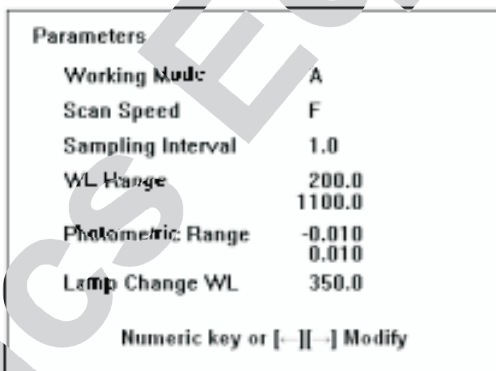 Parameters
Working Mode A
Scan Speed F
Sampling Interval 1.0
WL Range 200.0
1100.0
Photometric Range -0.010
0.010
Lamp Change WL 350.0
Numeric key or [←][→] Modify